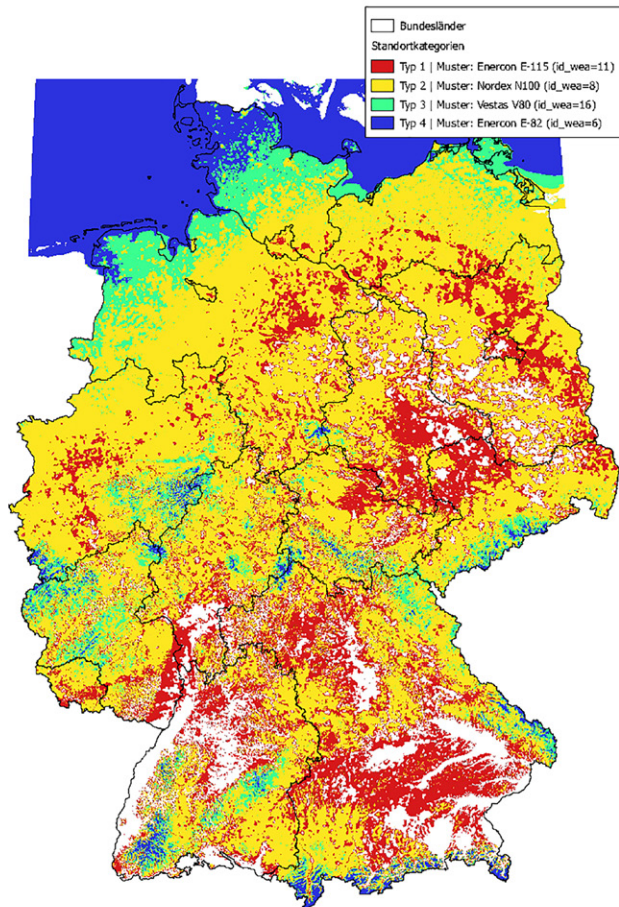 Bundesländer
Standortkategorien
Typ 1 | Muster: Enercon E-115 (id_wea=11)
Typ 2 | Muster: Nordex N100 (id_wea=8)
Typ 3 | Muster: Vestas V80 (id_wea=16)
Typ 4 | Muster: Enercon E-82 (id_wea=6)